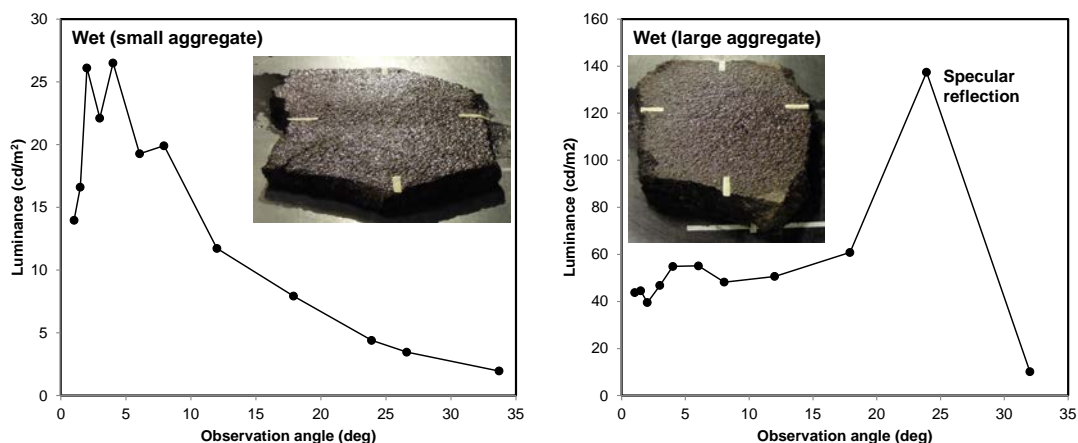 Wet (small aggregate)
30
25
20
15
10
5
0
Luminance (cd/m²)
0 5 10 15 20 25 30 35
Observation angle (deg)
Wet (large aggregate)
160
140
120
100
80
60
40
20
0
Luminance (cd/m2)
Specular
reflection
0 5 10 15 20 25 30 35
Observation angle (deg)